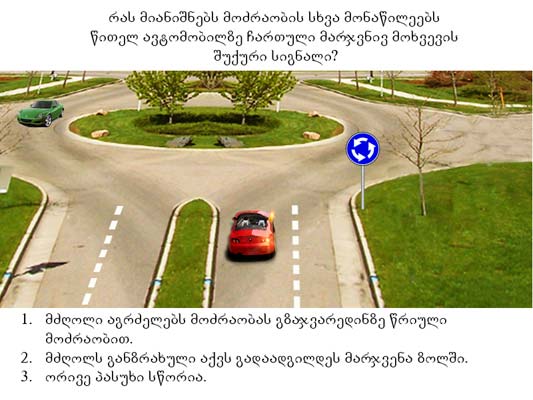 რას მიანიშნებს მოძრაობის სხვა მონაწილეებს
წითელ ავტომობილზე ჩართული მარჯვნივ მოხვევის
შუქური სიგნალი?
1. მძღოლი აგრძელებს მოძრაობას გზაჯვარედინზე წრიული
მოძრაობით.
2. მძღოლს განზრახული აქვს გადაადგილდეს მარჯვენა ზოლში.
3. ორივე პასუხი სწორია.